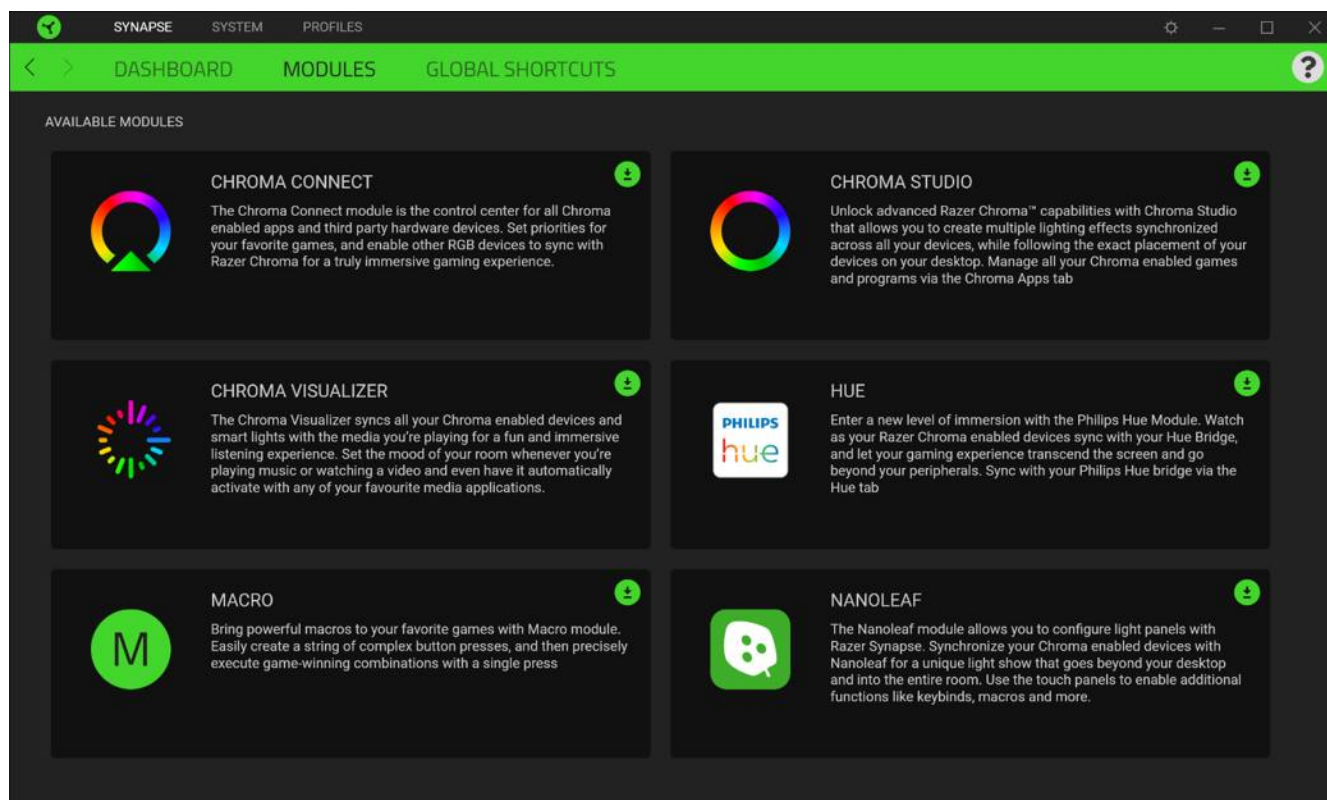 SYNAPSE SYSTEM PROFILES
DASHBOARD MODULES GLOBAL SHORTCUTS
?
AVAILABLE MODULES
CHROMA CONNECT
The Chroma Connect module is the control center for all Chroma
enabled apps and third party hardware devices. Set priorities for
your favorite games, and enable other RGB devices to sync with
Razer Chroma for a truly immersive gaming experience.
CHROMA STUDIO
Unlock advanced Razer Chroma™ capabilities with Chroma Studio
that allows you to create multiple lighting effects synchronized
across all your devices, while following the exact placement of your
devices on your desktop. Manage all your Chroma enabled games
and programs via the Chroma Apps tab
CHROMA VISUALIZER
The Chroma Visualizer syncs all your Chroma enabled devices and
smart lights with the media you're playing for a fun and immersive
listening experience. Set the mood of your room whenever you're
playing music or watching a video and even have it automatically
activate with any of your favourite media applications.
PHILIPS
hue
HUE
Enter a new level of immersion with the Philips Hue Module. Watch
as your Razer Chroma enabled devices sync with your Hue Bridge,
and let your gaming experience transcend the screen and go
beyond your peripherals. Sync with your Philips Hue bridge via the
Hue tab
M
MACRO
Bring powerful macros to your favorite games with Macro module.
Easily create a string of complex button presses, and then precisely
execute game-winning combinations with a single press
NANOLEAF
The Nanoleaf module allows you to configure light panels with
Razer Synapse. Synchronize your Chroma enabled devices with
Nanoleaf for a unique light show that goes beyond your desktop
and into the entire room. Use the touch panels to enable additional
functions like keybinds, macros and more.